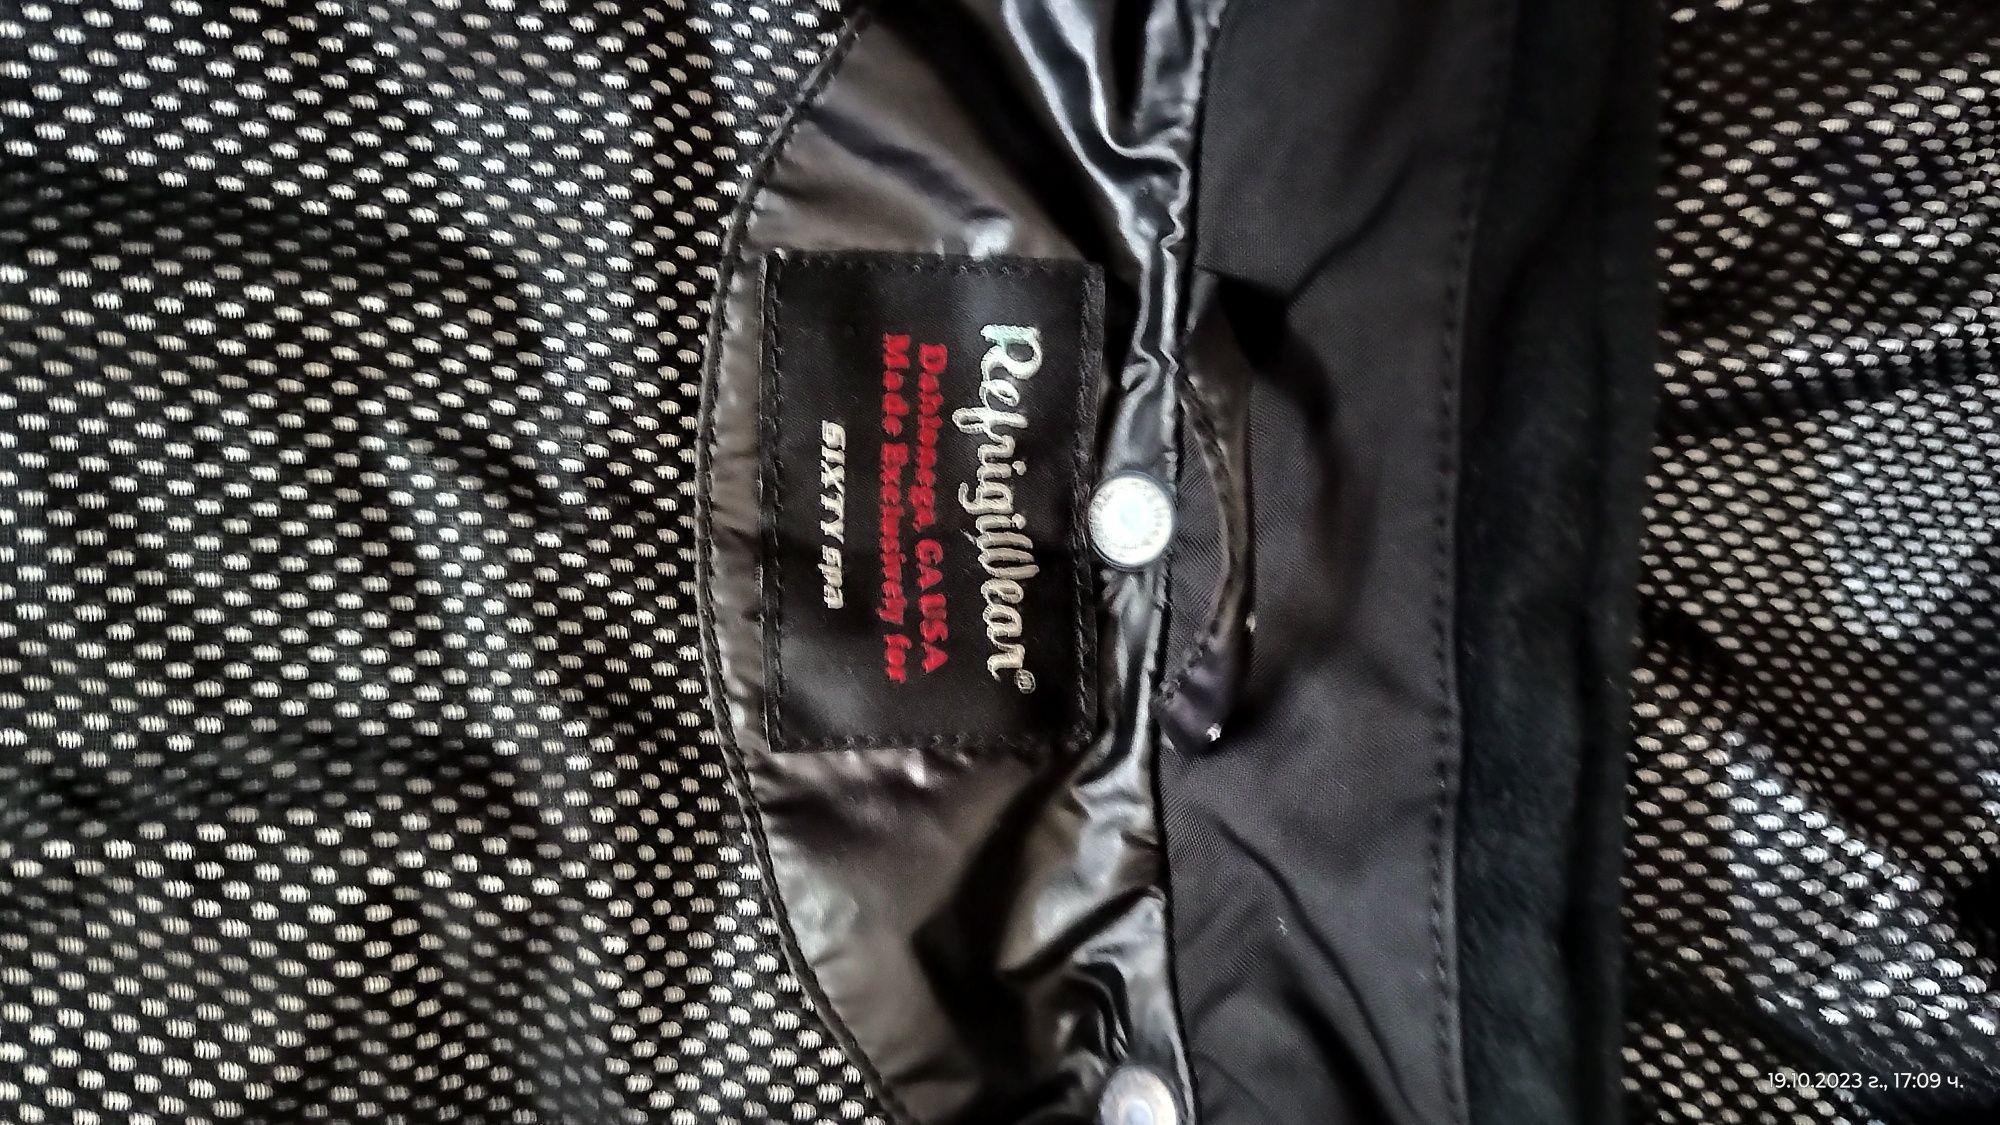 RefrigiWear®
Dahlonega, GA USA
Made Exclusively for
SIXTY spa
19.10.2023 г., 17:09 ч.